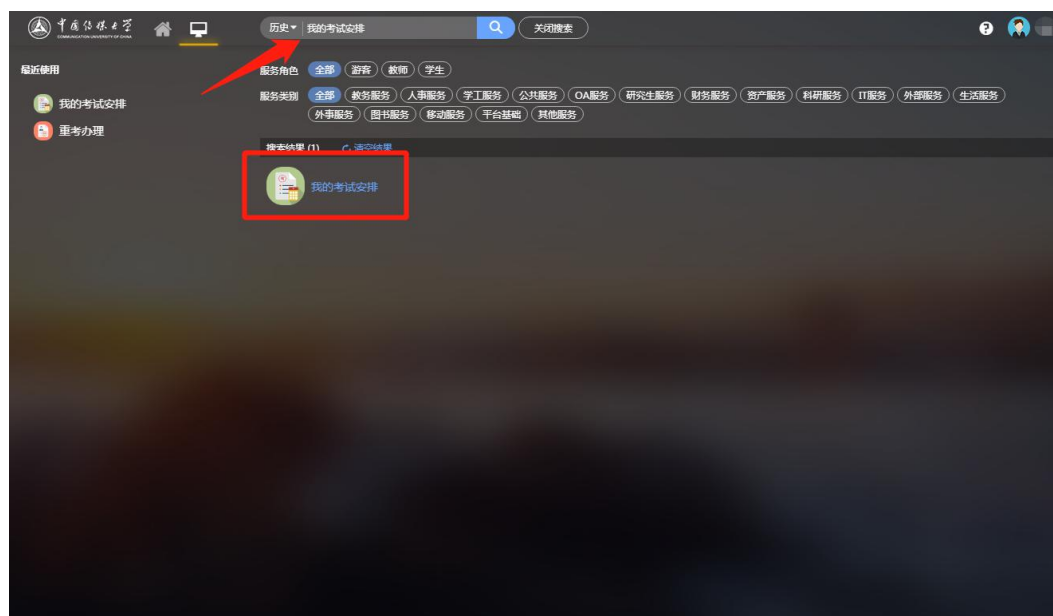 中国传媒大学
COMMUNICATION UNIVERSITY OF CHINA
历史 我的考试安排 关闭搜索
最近使用
我的考试安排
重考办理
服务角色 全部 游客 教师 学生
服务类别 全部 教务服务 人事服务 学工服务 公共服务 OA服务 研究生服务 财务服务 资产服务 科研服务 IT服务 外部服务 生活服务
外事服务 图书服务 移动服务 平台基础 其他服务
搜索结果 (1) 清空结果
我的考试安排